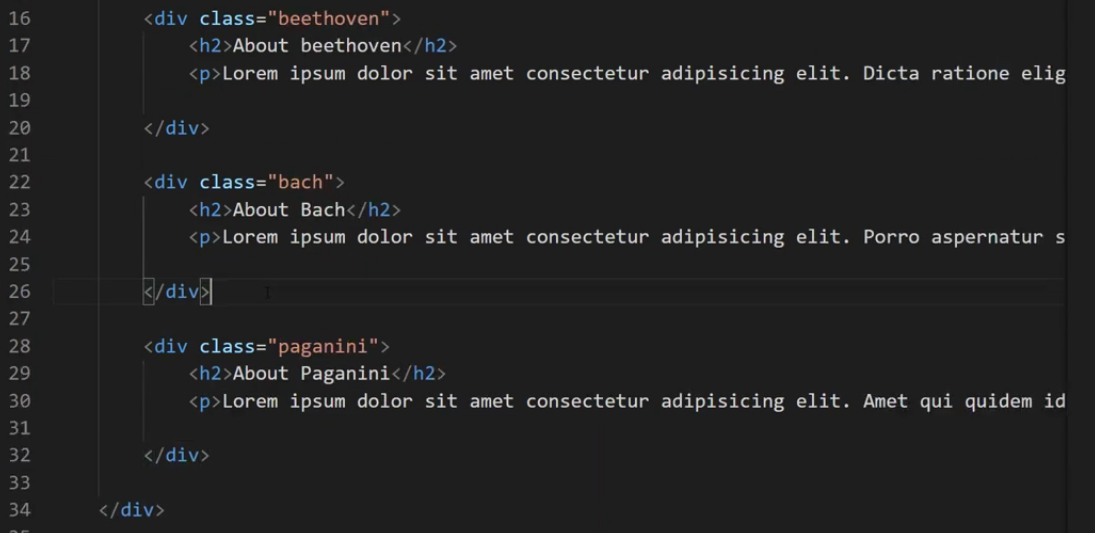 16 <div class="beethoven">
17 <h2>About beethoven</h2>
18 <p>Lorem ipsum dolor sit amet consectetur adipisicing elit. Dicta ratione elig
19
20 </div>
21
22 <div class="bach">
23 <h2>About Bach</h2>
24 <p>Lorem ipsum dolor sit amet consectetur adipisicing elit. Porro aspernatur s
25
26 </div>
27
28 <div class="paganini">
29 <h2>About Paganini</h2>
30 <p>Lorem ipsum dolor sit amet consectetur adipisicing elit. Amet qui quidem id
31
32 </div>
33
34 </div>